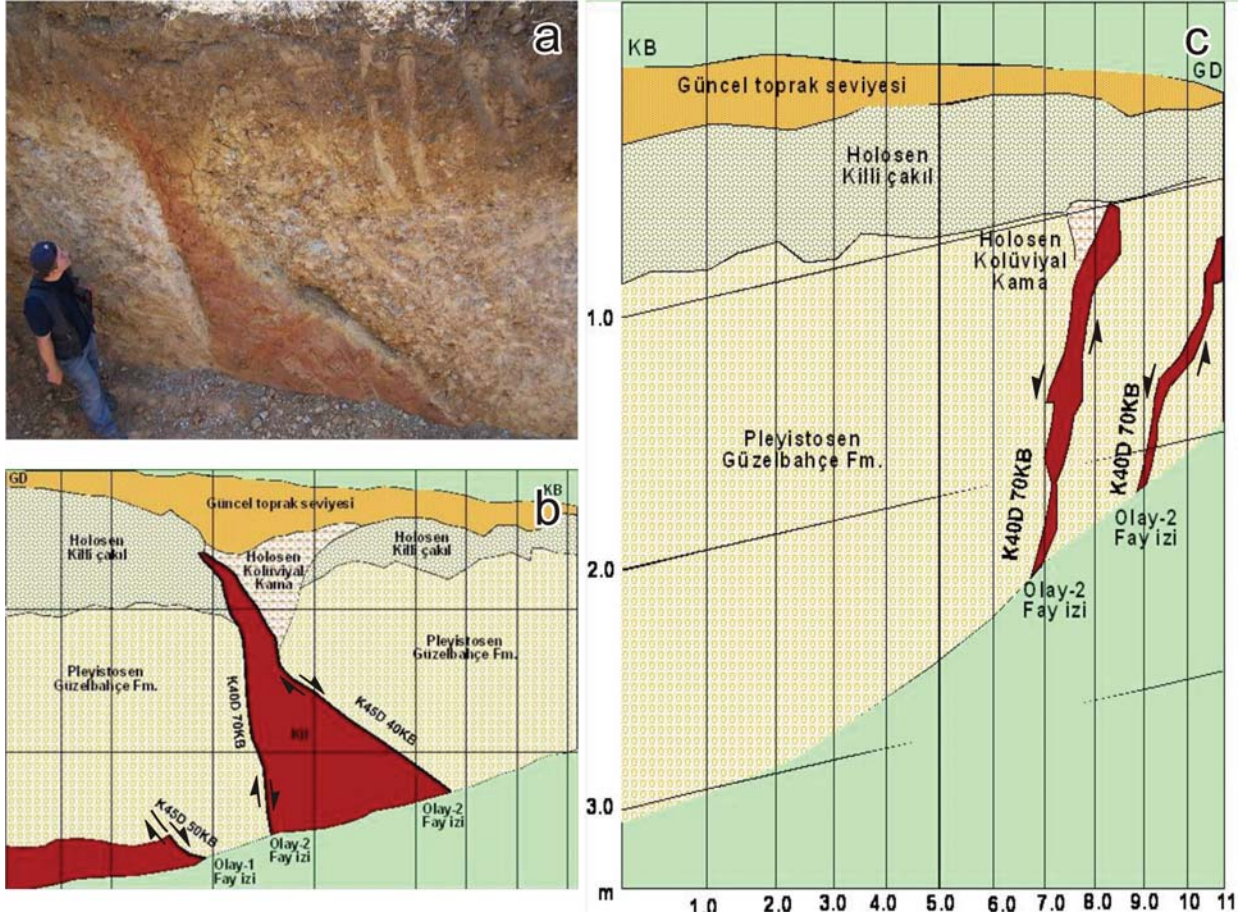 a
GD
KB
b
Güncel toprak seviyesi
Holosen
Killi çakıl
Holosen
Kolüviyal
Kama
Holosen
Killi çakıl
Pleyistosen
Güzelbahçe Fm.
Pleyistosen
Güzelbahçe Fm.
K40D 70KB
K45D 40KB
K45D 50KB
Olay-1
Fay izi
Olay-2
Fay izi
Olay-2
Fay izi
KB
c
GD
Güncel toprak seviyesi
Holosen
Killi çakıl
Holosen
Kolüviyal
Kama
1.0
Pleyistosen
Güzelbahçe Fm.
K40D 70KB
K40D 70KB
Olay-2
Fay izi
2.0
Olay-2
Fay izi
3.0
m
1.0 2.0 3.0 4.0 5.0 6.0 7.0 8.0 9.0 10 11